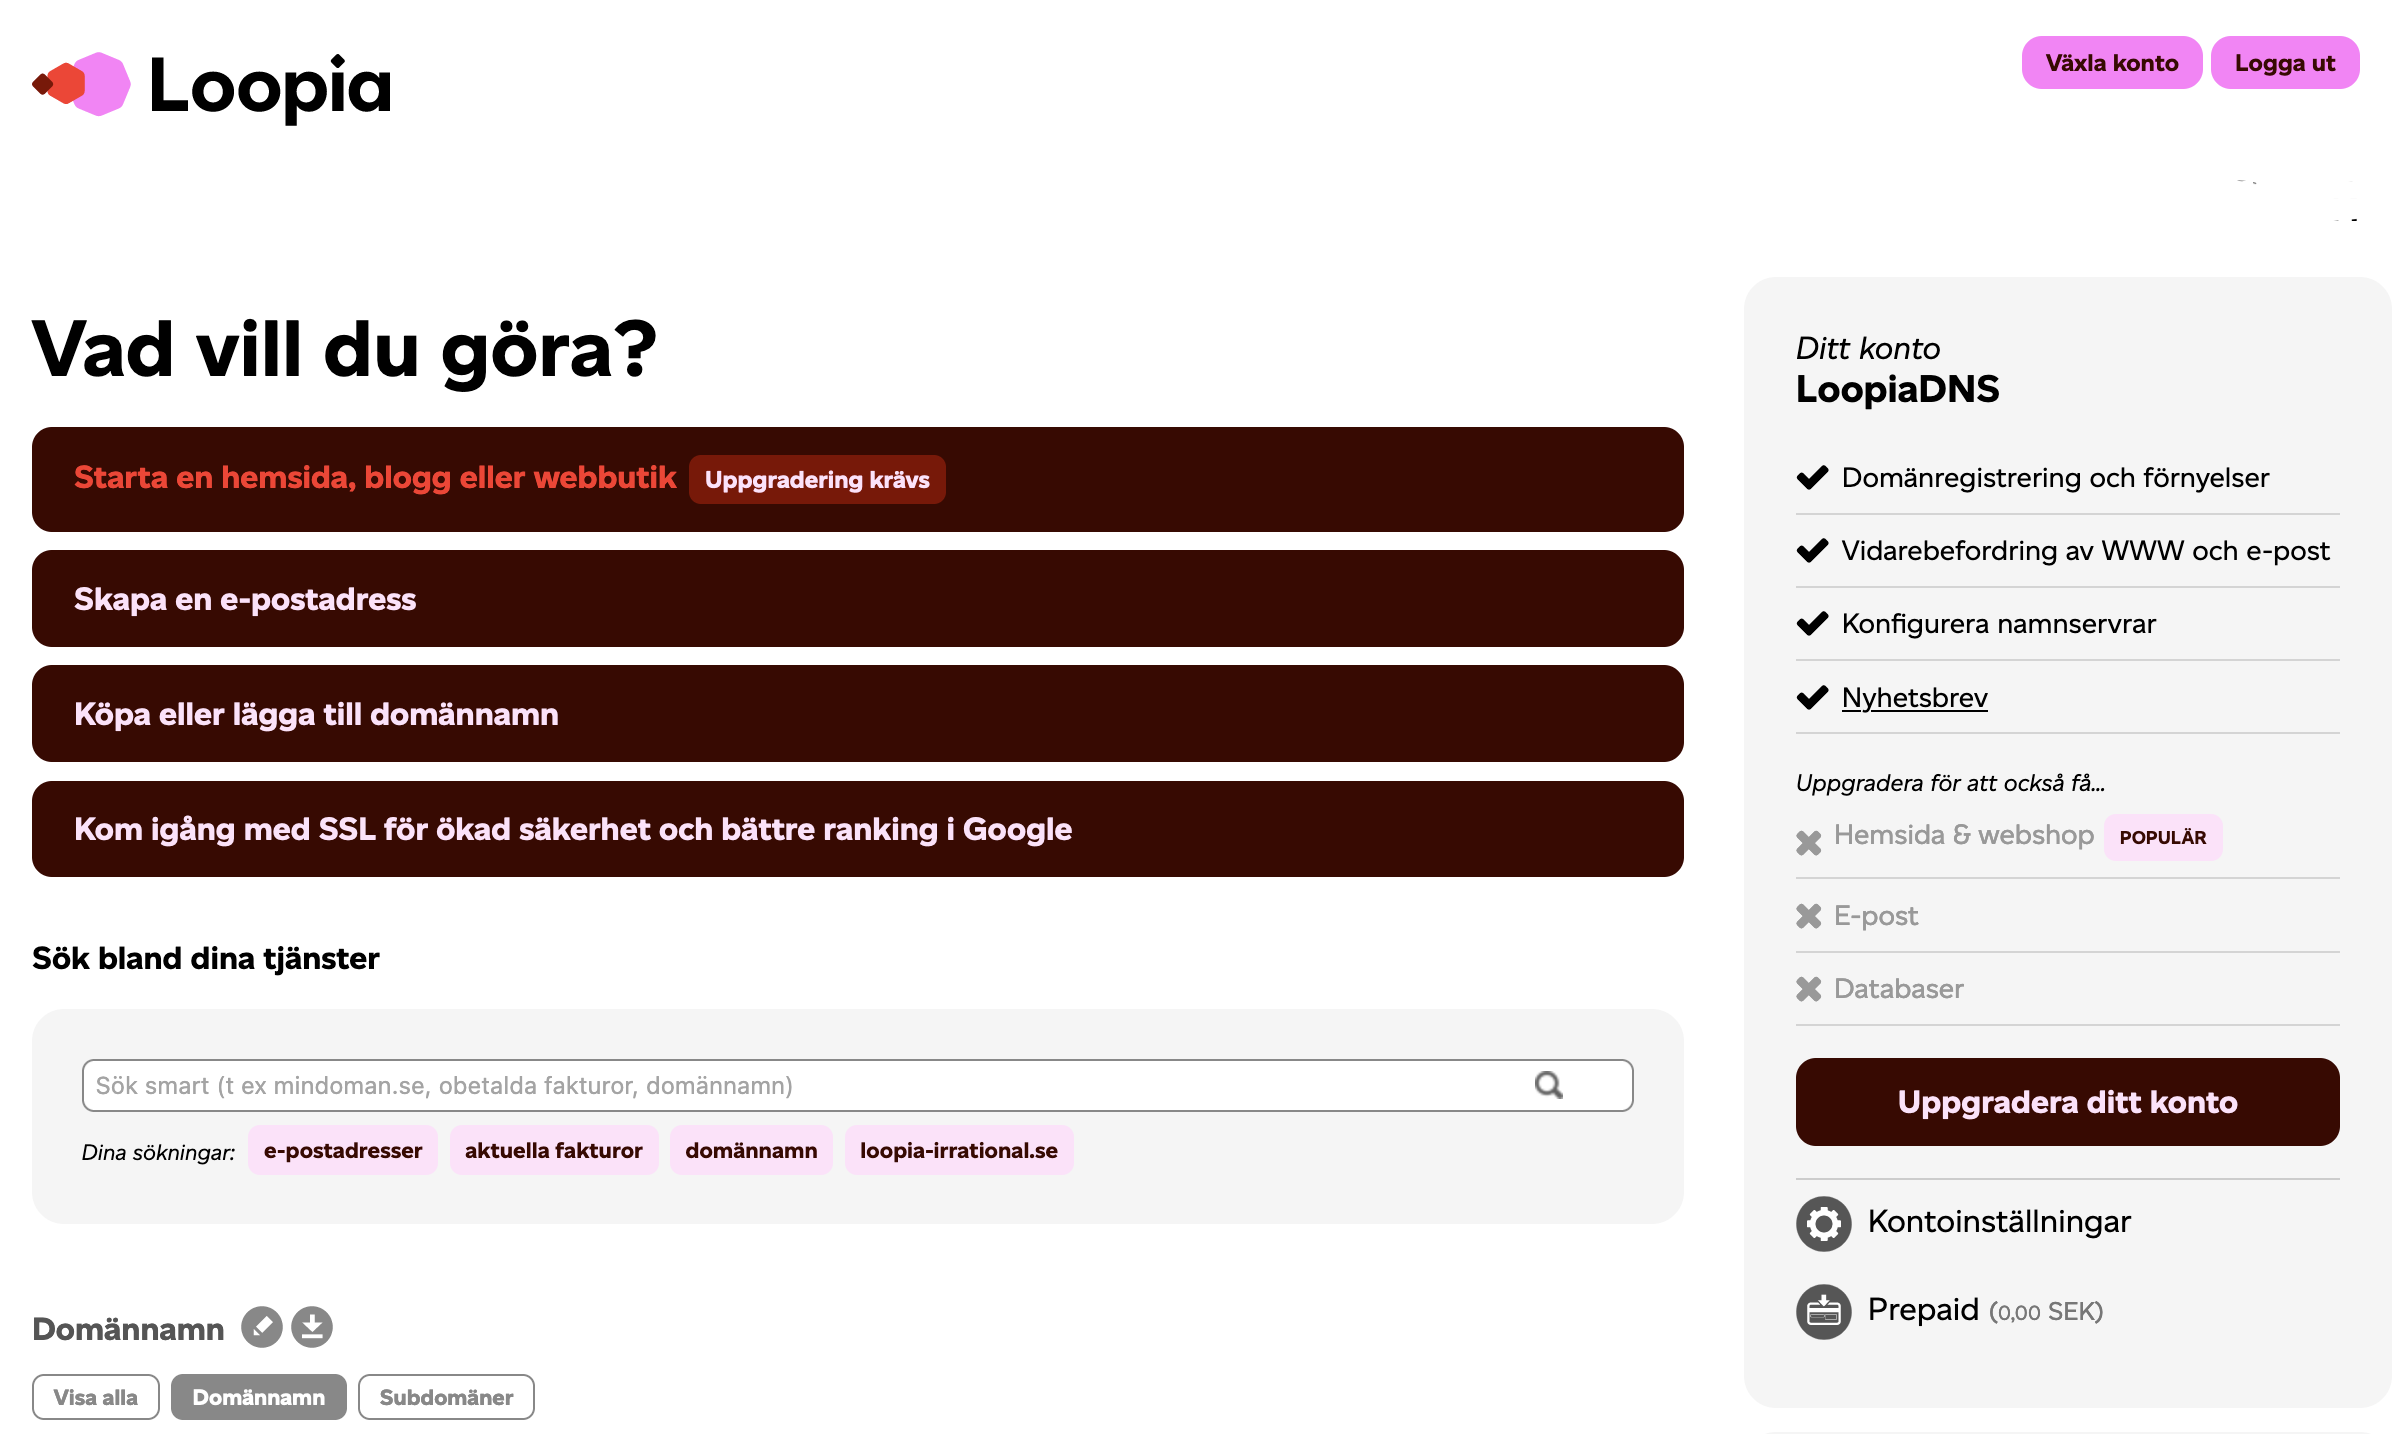 Loopia
Växla konto
Logga ut
Vad vill du göra?
Starta en hemsida, blogg eller webbutik Uppgradering krävs
Skapa en e-postadress
Köpa eller lägga till domännamn
Kom igång med SSL för ökad säkerhet och bättre ranking i Google
Sök bland dina tjänster
Sök smart (t ex mindoman.se, obetalda fakturor, domännamn)
Dina sökningar: e-postadresser aktuella fakturor domännamn loopia-irrational.se
Domännamn
Visa alla Domännamn Subdomäner
Ditt konto
LoopiaDNS
Domänregistrering och förnyelser
Vidarebefordring av WWW och e-post
Konfigurera namnservrar
Nyhetsbrev
Uppgradera för att också få...
Hemsida & webshop POPULÄR
E-post
Databaser
Uppgradera ditt konto
Kontoinställningar
Prepaid (0,00 SEK)